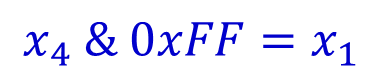 x₄ & 0xFF = x₁